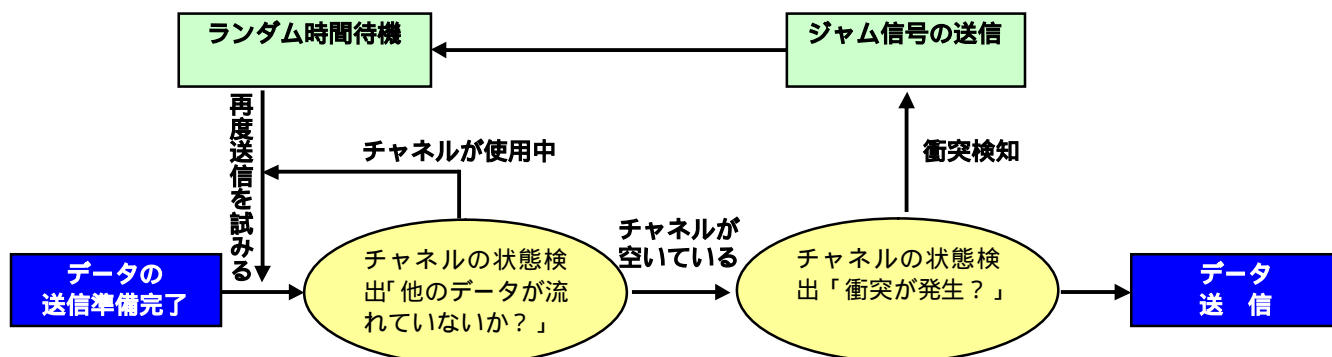 ランダム時間待機
ジャム信号の送信
再度送信を試みる
チャネルが使用中
衝突検知
データの
送信準備完了
チャネルの状態検
出「他のデータが流
れていないか？」
チャネルが
空いている
チャネルの状態検
出「衝突が発生？」
データ
送　信